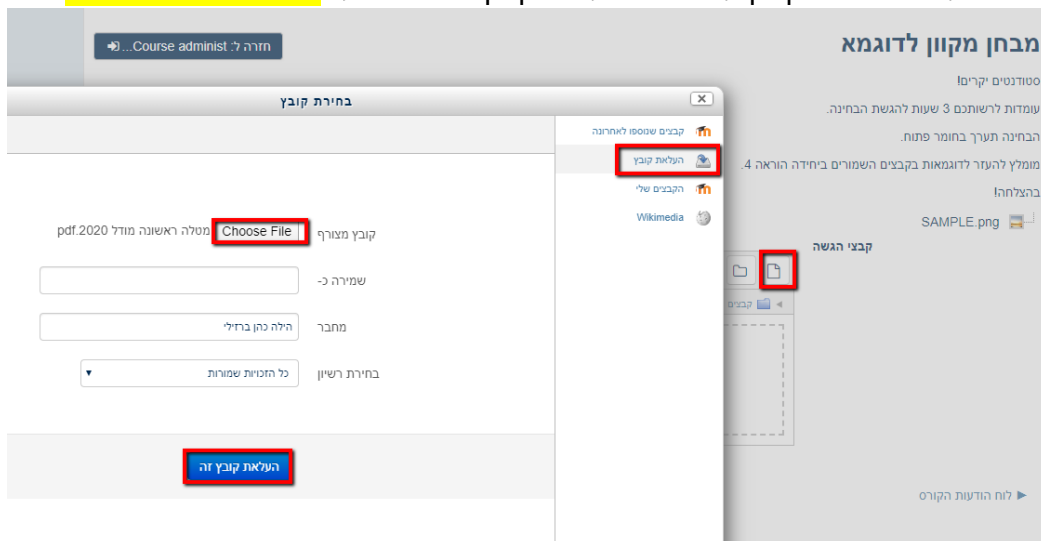 מבחן מקוון לדוגמא
חזרה ל: Course administ...
סטודנטים יקרים!
עומדות לרשותכם 3 שעות להגשת הבחינה.
הבחינה תערך בחומר פתוח.
מומלץ להעזר לדוגמאות בקבצים השמורים ביחידה הוראה 4.
בהצלחה!
SAMPLE.png
קבצי הגשה
קבצים
לוח הודעות הקורס
בחירת קובץ
קבצים שנוספו לאחרונה
העלאת קובץ
הקבצים שלי
Wikimedia
קובץ מצורף Choose File מטלה ראשונה מודל 2020.pdf
שמירה כ-
מחבר הילה כהן ברזילי
בחירת רשיון כל הזכויות שמורות
העלאת קובץ זה